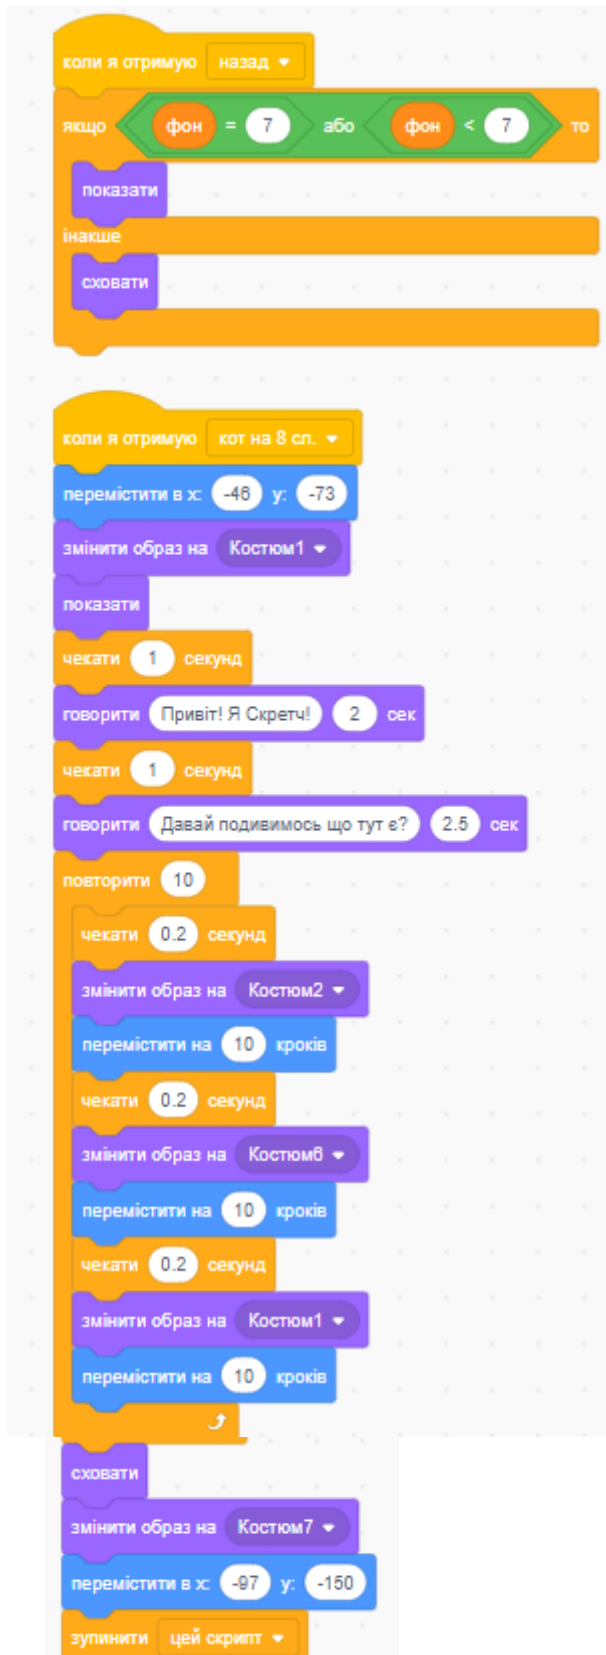 коли я отримую назад
якщо фон = 7 або фон < 7 то
показати
інакше
сховати
коли я отримую кот на 8 сл.
перемістити в x: -46 y: -73
змінити образ на Костюм1
показати
чекати 1 секунд
говорити Привіт! Я Скретч! 2 сек
чекати 1 секунд
говорити Давай подивимось що тут є? 2.5 сек
повторити 10
чекати 0.2 секунд
змінити образ на Костюм2
перемістити на 10 кроків
чекати 0.2 секунд
змінити образ на Костюм6
перемістити на 10 кроків
чекати 0.2 секунд
змінити образ на Костюм1
перемістити на 10 кроків
сховати
змінити образ на Костюм7
перемістити в x: -97 y: -150
зупинити цей скрипт